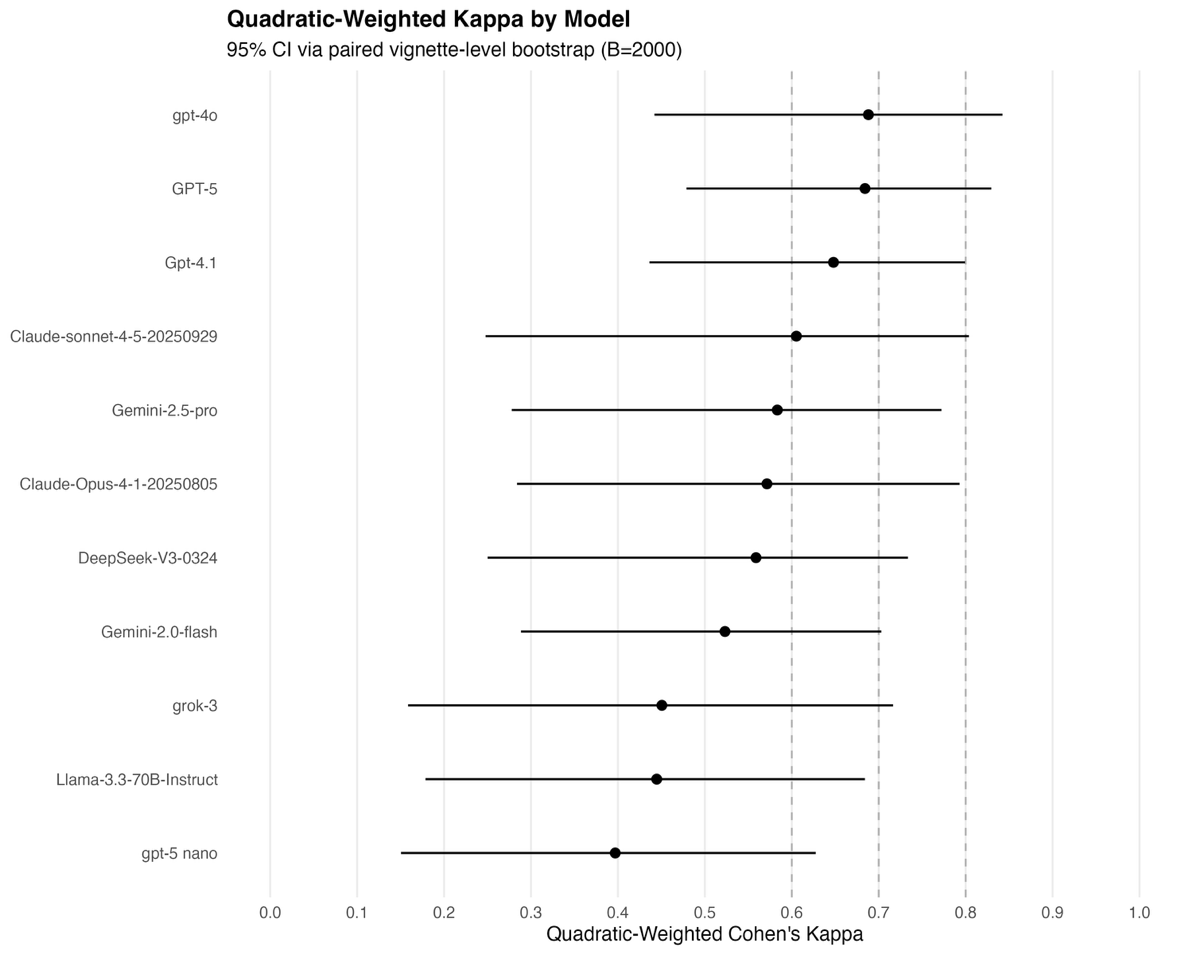 Quadratic-Weighted Kappa by Model
95% CI via paired vignette-level bootstrap (B=2000)
gpt-4o
GPT-5
Gpt-4.1
Claude-sonnet-4-5-20250929
Gemini-2.5-pro
Claude-Opus-4-1-20250805
DeepSeek-V3-0324
Gemini-2.0-flash
grok-3
Llama-3.3-70B-Instruct
gpt-5 nano
0.0 0.1 0.2 0.3 0.4 0.5 0.6 0.7 0.8 0.9 1.0
Quadratic-Weighted Cohen's Kappa